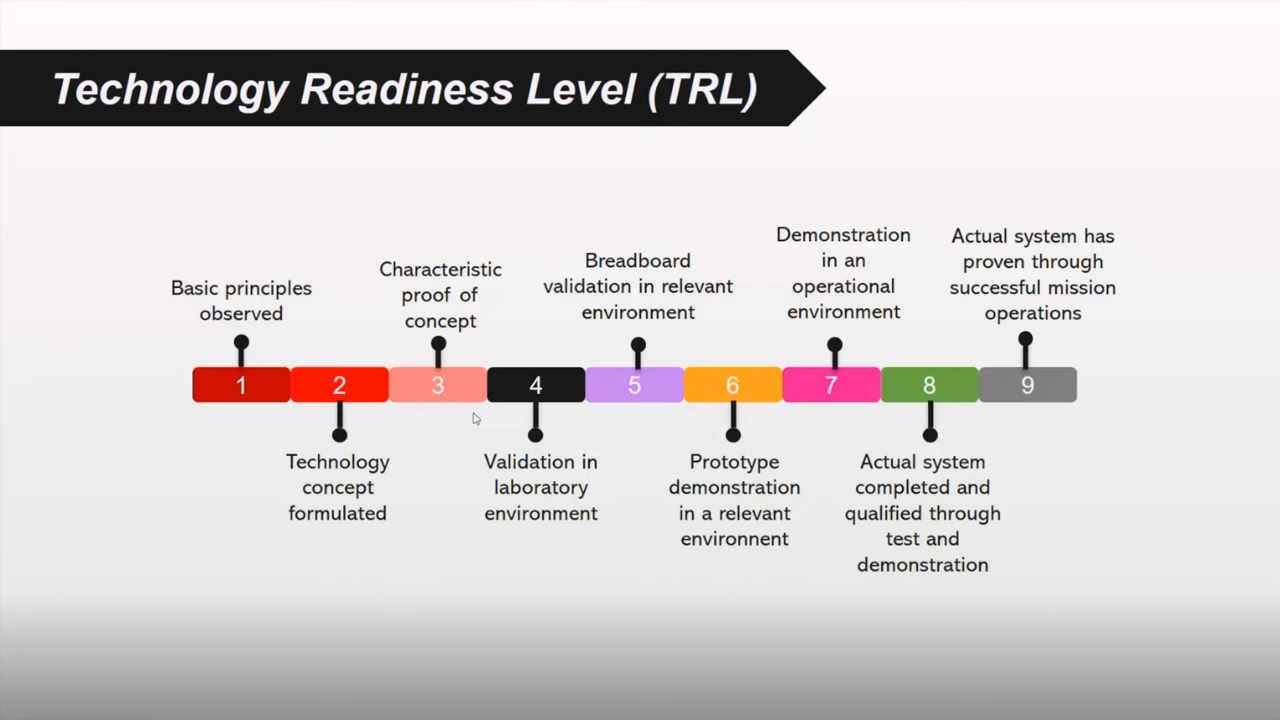 Technology Readiness Level (TRL)
Basic principles
observed
Characteristic
proof of
concept
Breadboard
validation in relevant
environment
Demonstration
in an
operational
environment
Actual system has
proven through
successful mission
operations
1 2 3 4 5 6 7 8 9
Technology
concept
formulated
Validation in
laboratory
environment
Prototype
demonstration
in a relevant
environnent
Actual system
completed and
qualified through
test and
demonstration